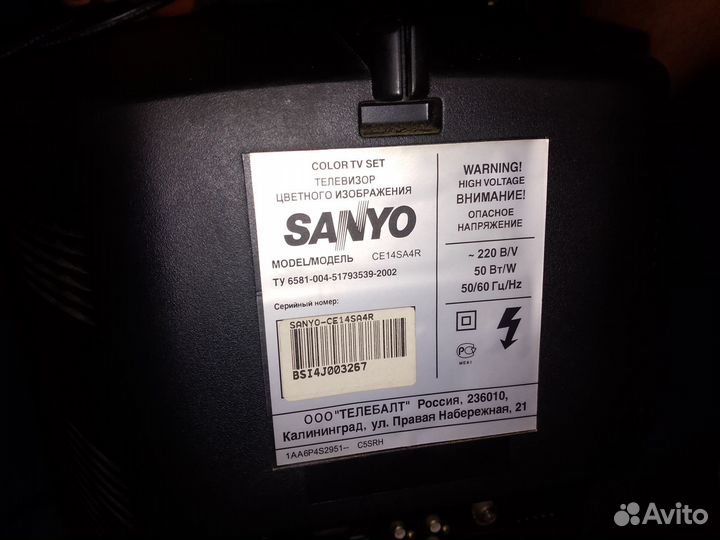 COLOR TV SET
ТЕЛЕВИЗОР
ЦВЕТНОГО ИЗОБРАЖЕНИЯ
SANYO
MODEL/МОДЕЛЬ CE14SA4R
ТУ 6581-004-51793539-2002
Серийный номер:
SANYO-CE14SA4R
BSI4J003267
WARNING!
HIGH VOLTAGE
ВНИМАНИЕ!
ОПАСНОЕ
НАПРЯЖЕНИЕ
~ 220 В/V
50 Вт/W
50/60 Гц/Hz
ООО "ТЕЛЕБАЛТ" Россия, 236010,
Калининград, ул. Правая Набережная, 21
1AA6P4S2951-- C5SRH
Avito